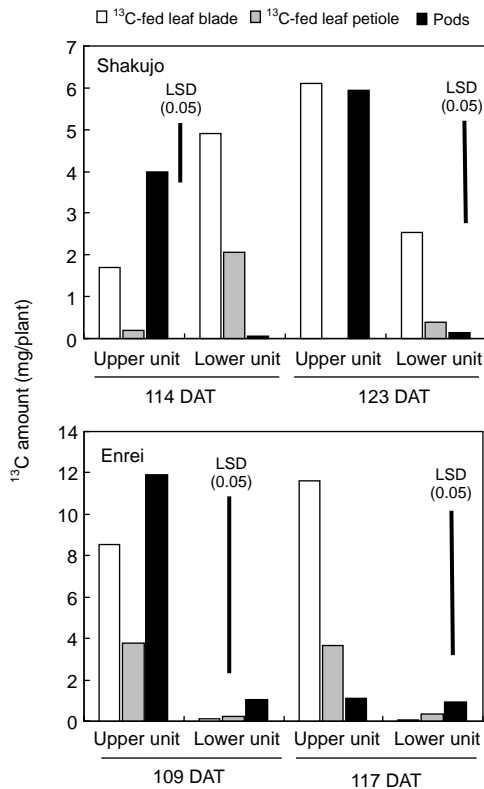 ¹³C-fed leaf blade ¹³C-fed leaf petiole Pods
¹³C amount (mg/plant)
Shakujo
7
6
5
4
3
2
1
0
LSD
(0.05)
LSD
(0.05)
Upper unit Lower unit Upper unit Lower unit
114 DAT 123 DAT
Enrei
14
12
10
8
6
4
2
0
LSD
(0.05)
LSD
(0.05)
Upper unit Lower unit Upper unit Lower unit
109 DAT 117 DAT